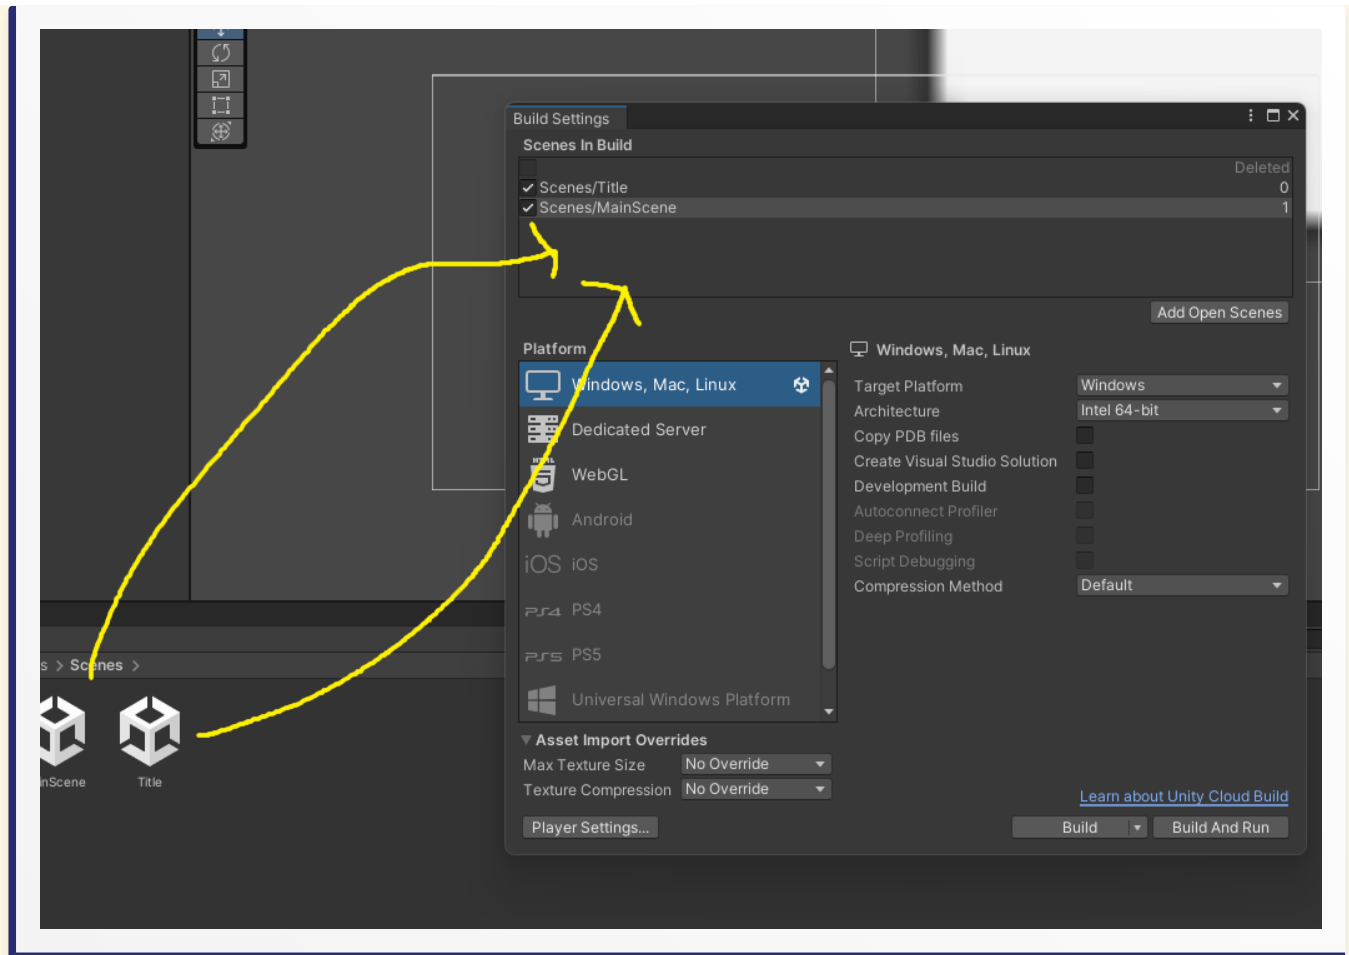 Build Settings
Scenes In Build
Deleted
Scenes/Title 0
Scenes/MainScene 1
Add Open Scenes
Platform
Windows, Mac, Linux
Dedicated Server
HTML
5
WebGL
Android
iOS iOS
PS4 PS4
PS5 PS5
Universal Windows Platform
Windows, Mac, Linux
Target Platform Windows
Architecture Intel 64-bit
Copy PDB files
Create Visual Studio Solution
Development Build
Autoconnect Profiler
Deep Profiling
Script Debugging
Compression Method Default
Asset Import Overrides
Max Texture Size No Override
Texture Compression No Override
Learn about Unity Cloud Build
Player Settings...
Build
Build And Run
s > Scenes >
nScene
Title